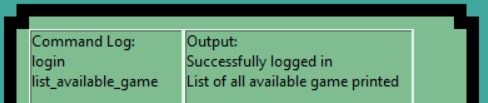 Command Log:
login
list_available_game
Output:
Successfully logged in
List of all available game printed